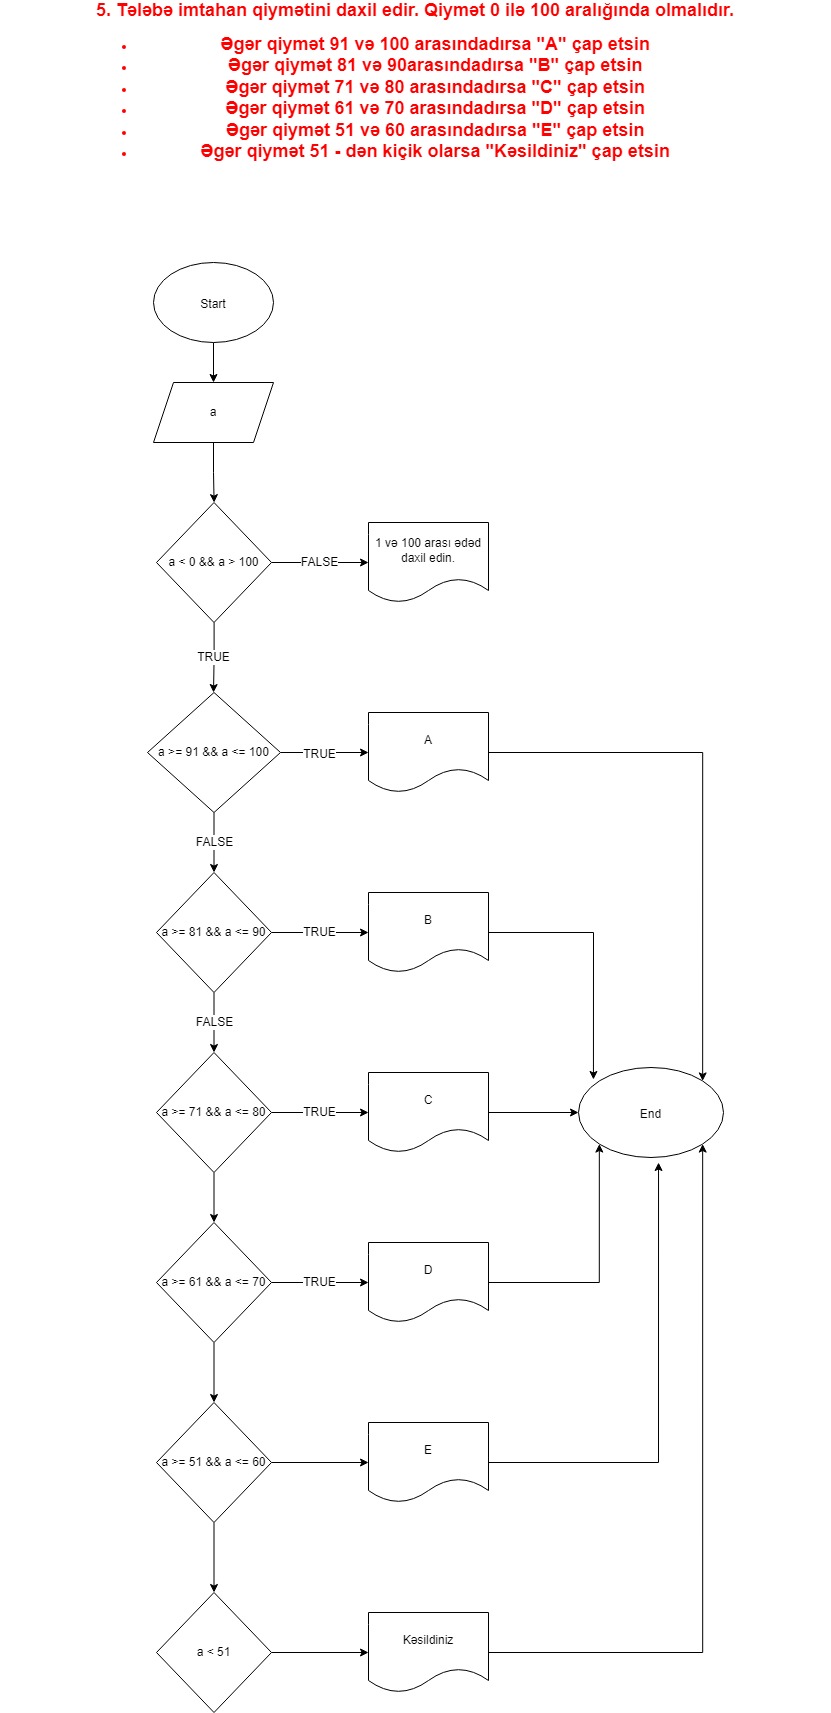 5. Tələbə imtahan qiymətini daxil edir. Qiymət 0 ilə 100 aralığında olmalıdır.
• Əgər qiymət 91 və 100 arasındadırsa "A" çap etsin
• Əgər qiymət 81 və 90arasındadırsa "B" çap etsin
• Əgər qiymət 71 və 80 arasındadırsa "C" çap etsin
• Əgər qiymət 61 və 70 arasındadırsa "D" çap etsin
• Əgər qiymət 51 və 60 arasındadırsa "E" çap etsin
• Əgər qiymət 51 - dən kiçik olarsa "Kəsildiniz" çap etsin
Start
a
a < 0 && a > 100
FALSE
1 və 100 arası ədəd
daxil edin.
TRUE
a >= 91 && a <= 100
TRUE
A
FALSE
a >= 81 && a <= 90
TRUE
B
FALSE
a >= 71 && a <= 80
TRUE
C
End
a >= 61 && a <= 70
TRUE
D
a >= 51 && a <= 60
E
a < 51
Kəsildiniz